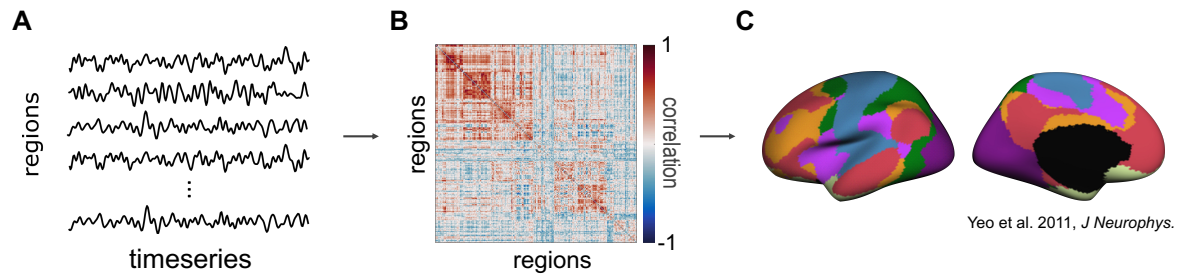 A
regions
⋮
timeseries
B
regions
regions
1
correlation
-1
C
Yeo et al. 2011, J Neurophys.